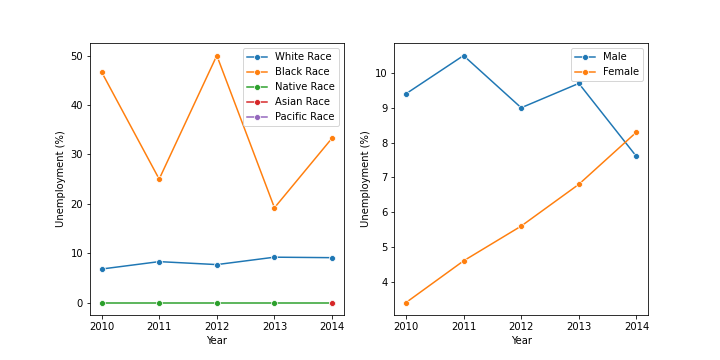 50
40
30
20
10
0
Unemployment (%)
2010 2011 2012 2013 2014
Year
White Race
Black Race
Native Race
Asian Race
Pacific Race
10
9
8
7
6
5
4
Unemployment (%)
2010 2011 2012 2013 2014
Year
Male
Female